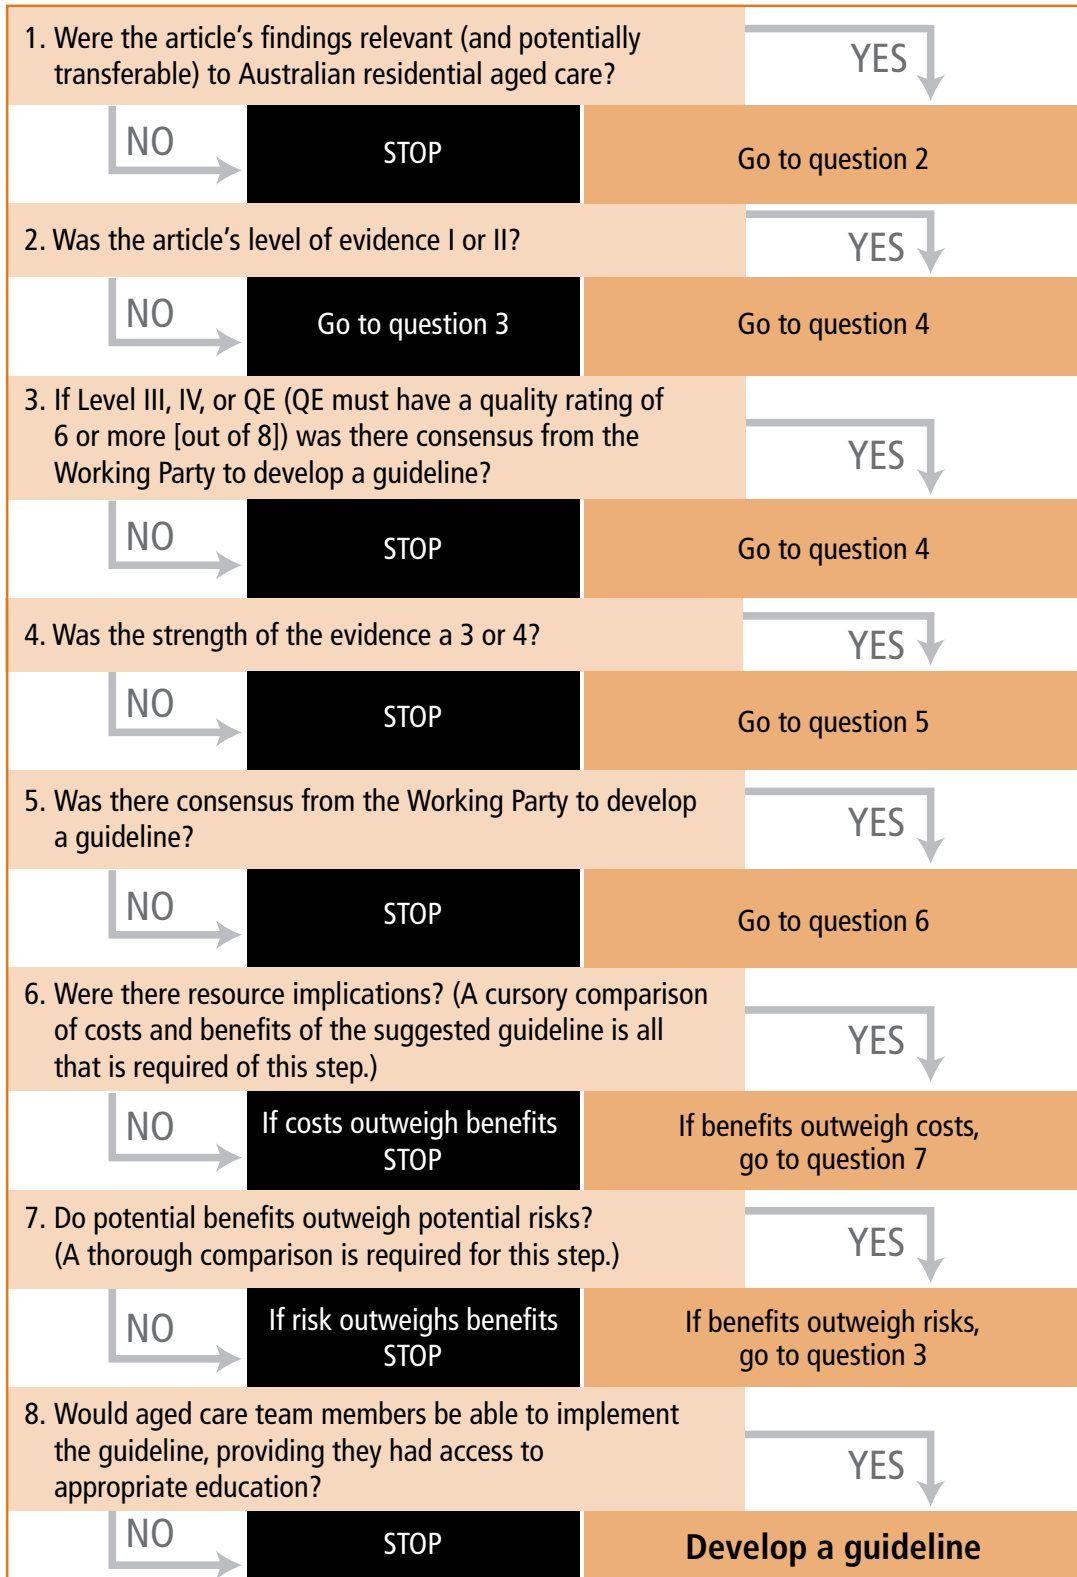 1. Were the article's findings relevant (and potentially
transferable) to Australian residential aged care?
YES
NO
STOP
Go to question 2
2. Was the article's level of evidence I or II?
YES
NO
Go to question 3
Go to question 4
3. If Level III, IV, or QE (QE must have a quality rating of
6 or more [out of 8]) was there consensus from the
Working Party to develop a guideline?
YES
NO
STOP
Go to question 4
4. Was the strength of the evidence a 3 or 4?
YES
NO
STOP
Go to question 5
5. Was there consensus from the Working Party to develop
a guideline?
YES
NO
STOP
Go to question 6
6. Were there resource implications? (A cursory comparison
of costs and benefits of the suggested guideline is all
that is required of this step.)
YES
NO
If costs outweigh benefits
STOP
If benefits outweigh costs,
go to question 7
7. Do potential benefits outweigh potential risks?
(A thorough comparison is required for this step.)
YES
NO
If risk outweighs benefits
STOP
If benefits outweigh risks,
go to question 3
8. Would aged care team members be able to implement
the guideline, providing they had access to
appropriate education?
YES
NO
STOP
Develop a guideline